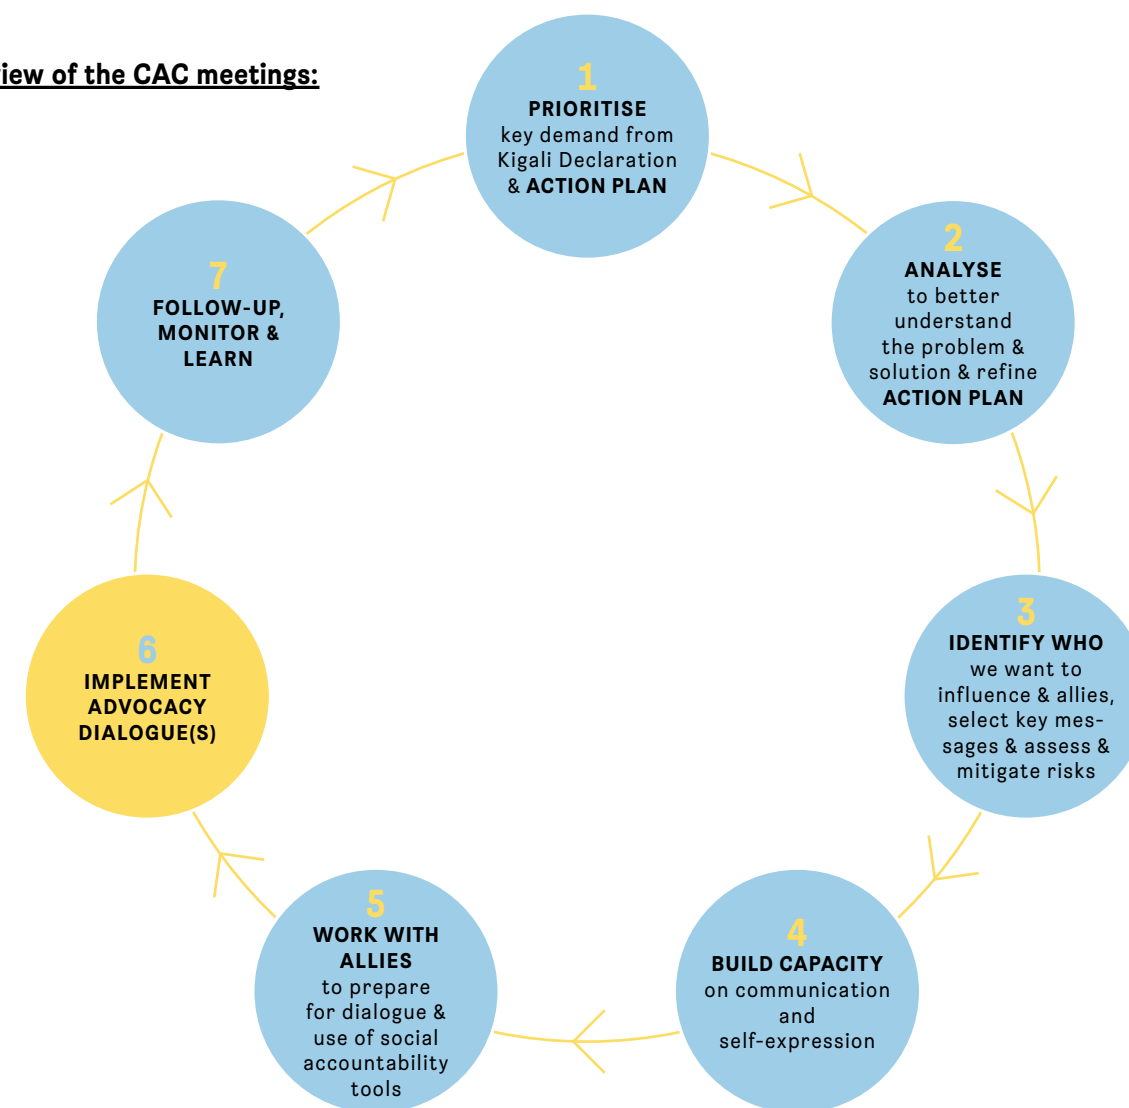 view of the CAC meetings:
1
PRIORITISE
key demand from
Kigali Declaration
& ACTION PLAN
2
ANALYSE
to better
understand
the problem &
solution & refine
ACTION PLAN
3
IDENTIFY WHO
we want to
influence & allies,
select key mes-
sages & assess &
mitigate risks
4
BUILD CAPACITY
on communication
and
self-expression
5
WORK WITH
ALLIES
to prepare
for dialogue &
use of social
accountability
tools
6
IMPLEMENT
ADVOCACY
DIALOGUE(S)
7
FOLLOW-UP,
MONITOR &
LEARN